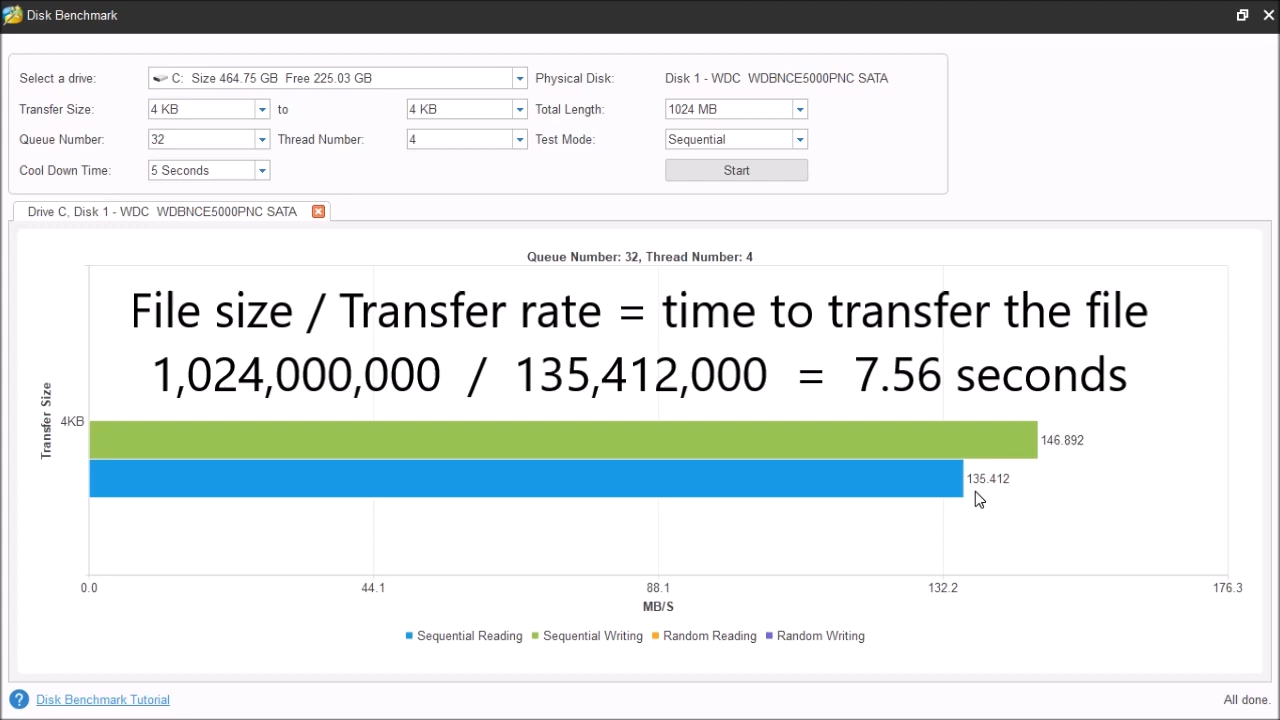 Disk Benchmark
Select a drive: C: Size 464.75 GB Free 225.03 GB Physical Disk: Disk 1 - WDC WDBNCE5000PNC SATA
Transfer Size: 4 KB to 4 KB Total Length: 1024 MB
Queue Number: 32 Thread Number: 4 Test Mode: Sequential
Cool Down Time: 5 Seconds Start
Drive C, Disk 1 - WDC WDBNCE5000PNC SATA
Queue Number: 32, Thread Number: 4
File size / Transfer rate = time to transfer the file
1,024,000,000 / 135,412,000 = 7.56 seconds
Transfer Size
4KB
146.892
135.412
0.0 44.1 88.1 132.2 176.3
MB/S
Sequential Reading Sequential Writing Random Reading Random Writing
? Disk Benchmark Tutorial All done.